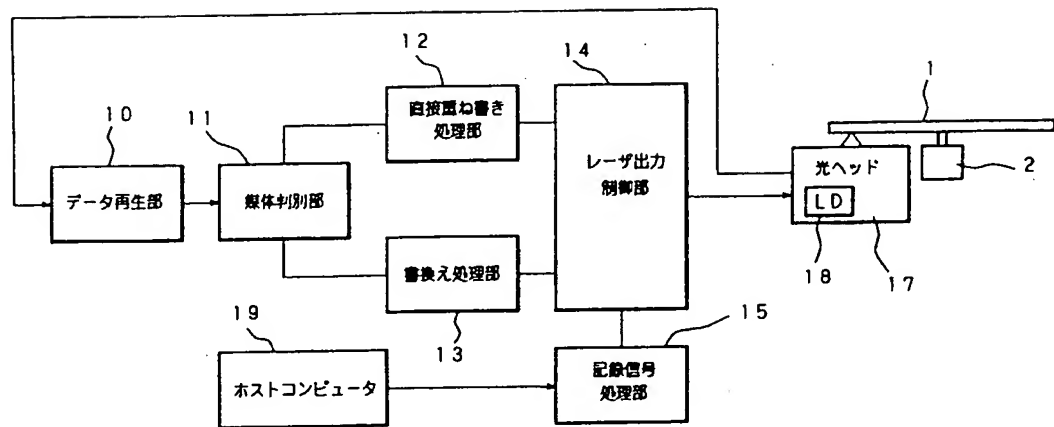 12
14
1
直接重ね書き
処理部
10
11
レーザ出力
制御部
光ヘッド
2
データ再生部
媒体判別部
LD
18
17
書換え処理部
19
13
15
ホストコンピュータ
記録信号
処理部